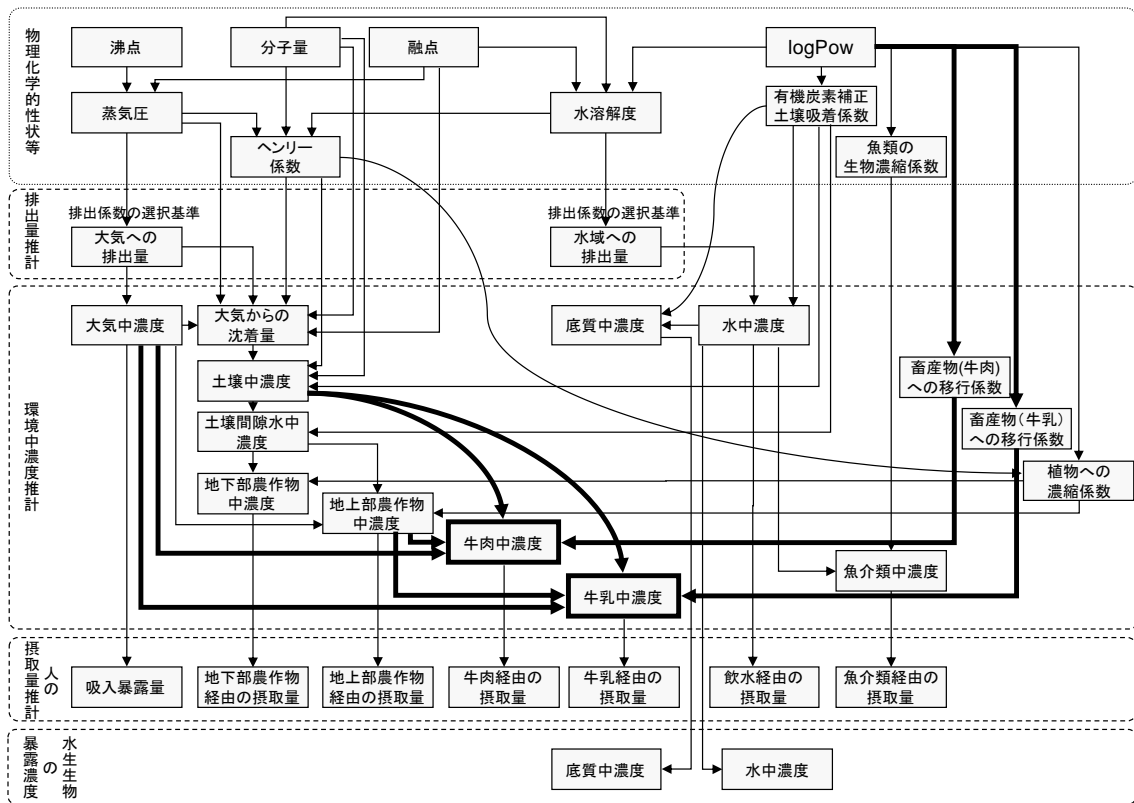 物理化学的性状等
沸点
分子量
融点
logPow
蒸気圧
水溶解度
有機炭素補正
土壌吸着係数
ヘンリー
係数
魚類の
生物濃縮係数
排出量推計
排出係数の選択基準
大気への
排出量
排出係数の選択基準
水域への
排出量
環境中濃度推計
大気中濃度
大気からの
沈着量
底質中濃度
水中濃度
土壌中濃度
畜産物(牛肉)
への移行係数
土壌間隙水中
濃度
畜産物(牛乳)
への移行係数
地下部農作物
中濃度
植物への
濃縮係数
地上部農作物
中濃度
牛肉中濃度
魚介類中濃度
牛乳中濃度
人の
摂取量推計
吸入暴露量
地下部農作物
経由の摂取量
地上部農作物
経由の摂取量
牛肉経由の
摂取量
牛乳経由の
摂取量
飲水経由の
摂取量
魚介類経由の
摂取量
水生生物
の
暴露濃度
底質中濃度
水中濃度